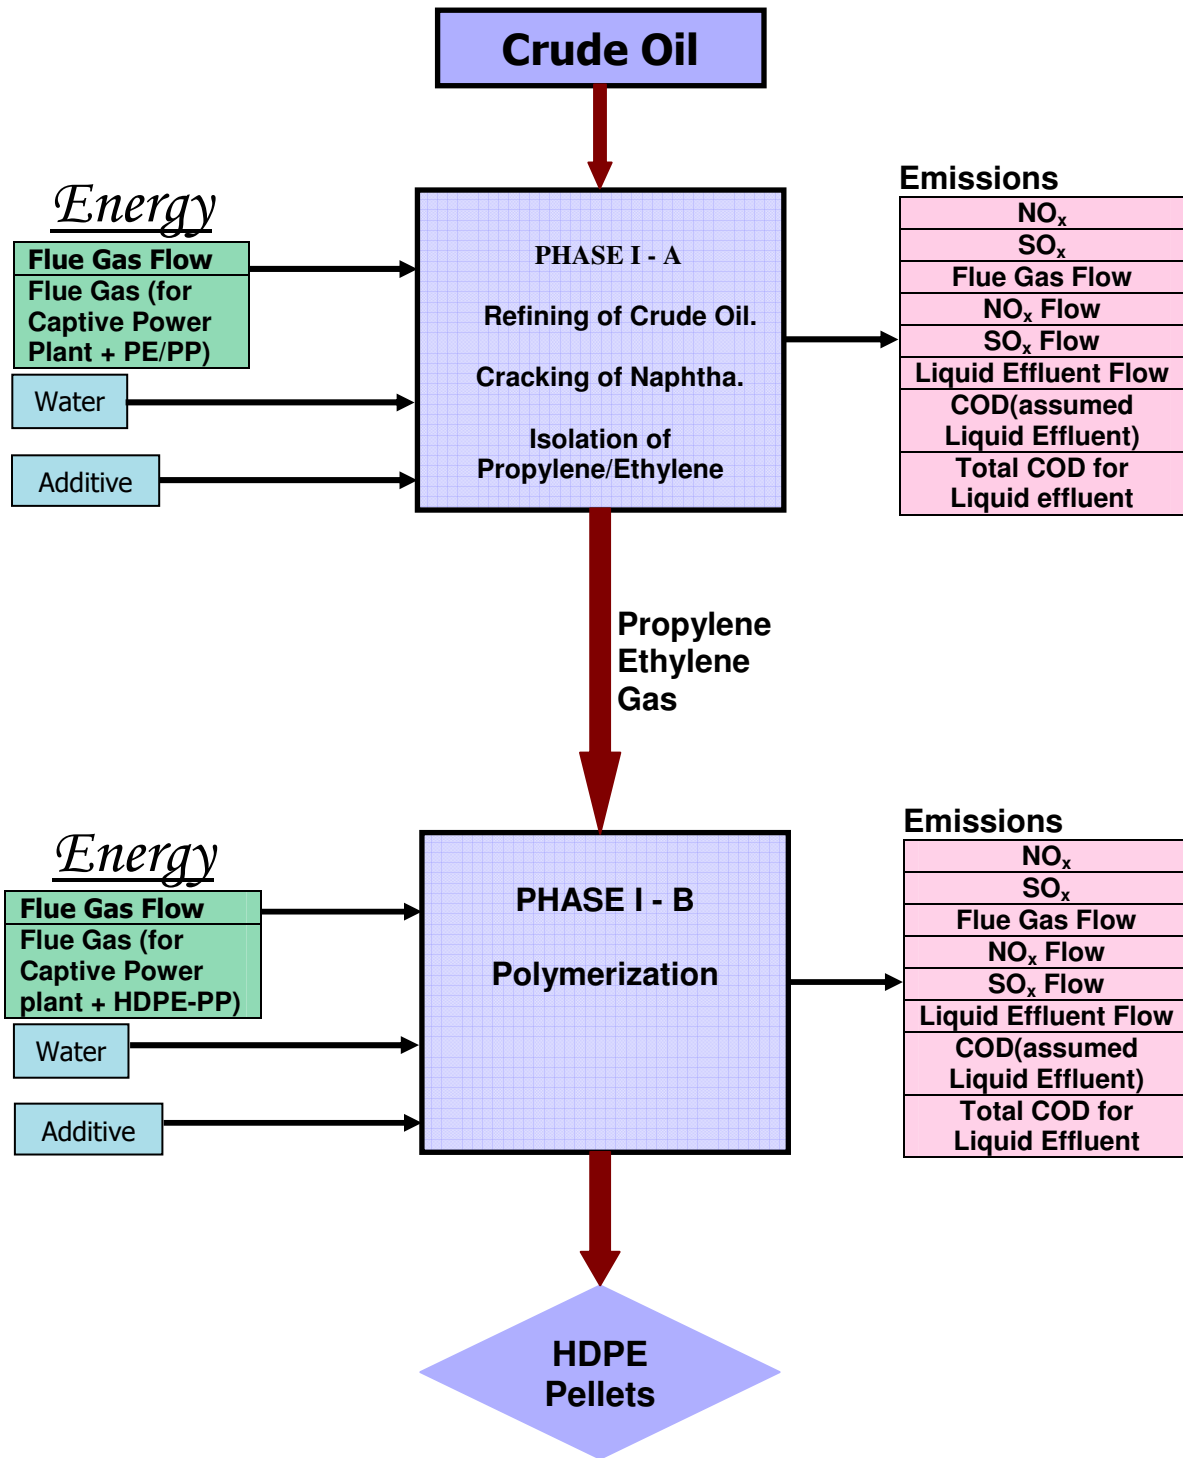 Crude Oil
Energy
Flue Gas Flow
Flue Gas (for
Captive Power
Plant + PE/PP)
Water
Additive
PHASE I - A
Refining of Crude Oil.
Cracking of Naphtha.
Isolation of
Propylene/Ethylene
Emissions
NOₓ
SOₓ
Flue Gas Flow
NOₓ Flow
SOₓ Flow
Liquid Effluent Flow
COD(assumed
Liquid Effluent)
Total COD for
Liquid effluent
Propylene
Ethylene
Gas
Energy
Flue Gas Flow
Flue Gas (for
Captive Power
plant + HDPE-PP)
Water
Additive
PHASE I - B
Polymerization
Emissions
NOₓ
SOₓ
Flue Gas Flow
NOₓ Flow
SOₓ Flow
Liquid Effluent Flow
COD(assumed
Liquid Effluent)
Total COD for
Liquid Effluent
HDPE
Pellets